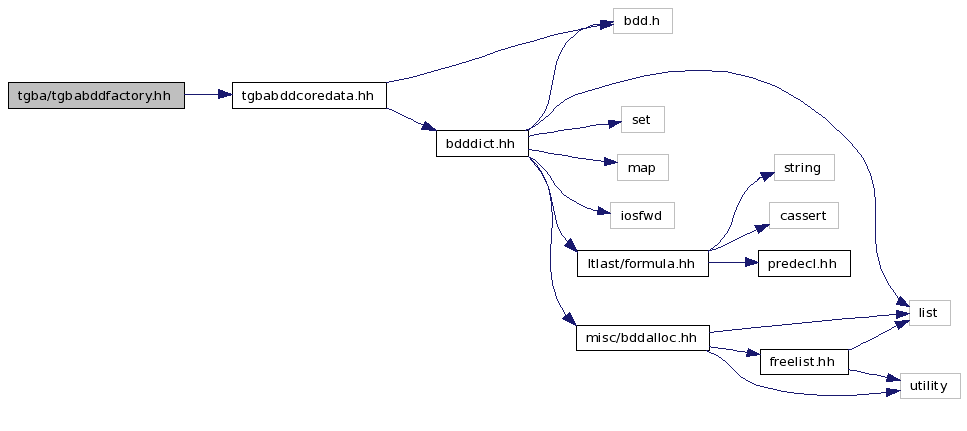 bdd.h
tgba/tgbabddfactory.hh
tgbabddcoredata.hh
set
bdddict.hh
map
string
iosfwd
cassert
ltlast/formula.hh
predecl.hh
list
misc/bddalloc.hh
freelist.hh
utility